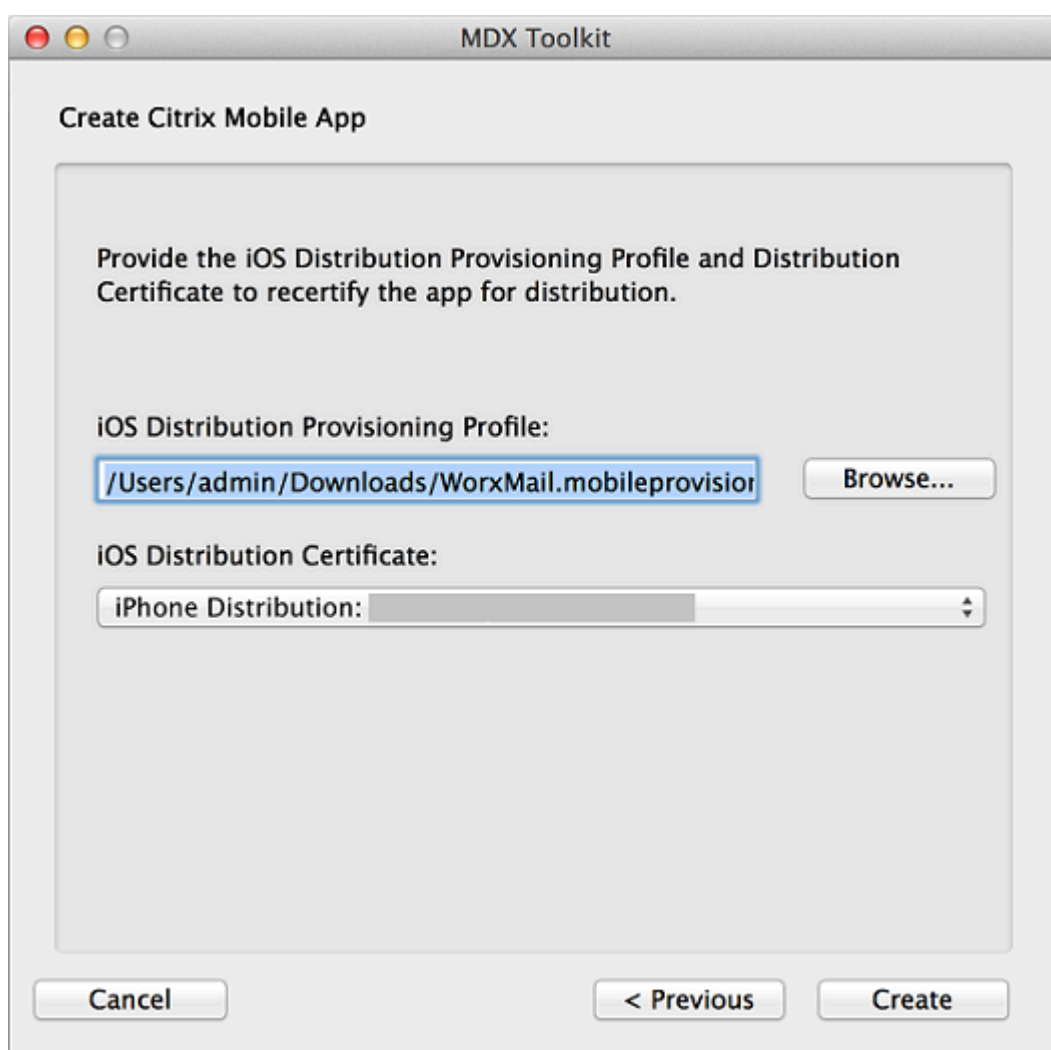 MDX Toolkit
Create Citrix Mobile App
Provide the iOS Distribution Provisioning Profile and Distribution
Certificate to recertify the app for distribution.
iOS Distribution Provisioning Profile:
/Users/admin/Downloads/WorxMail.mobileprovision
Browse...
iOS Distribution Certificate:
iPhone Distribution:
Cancel
< Previous
Create